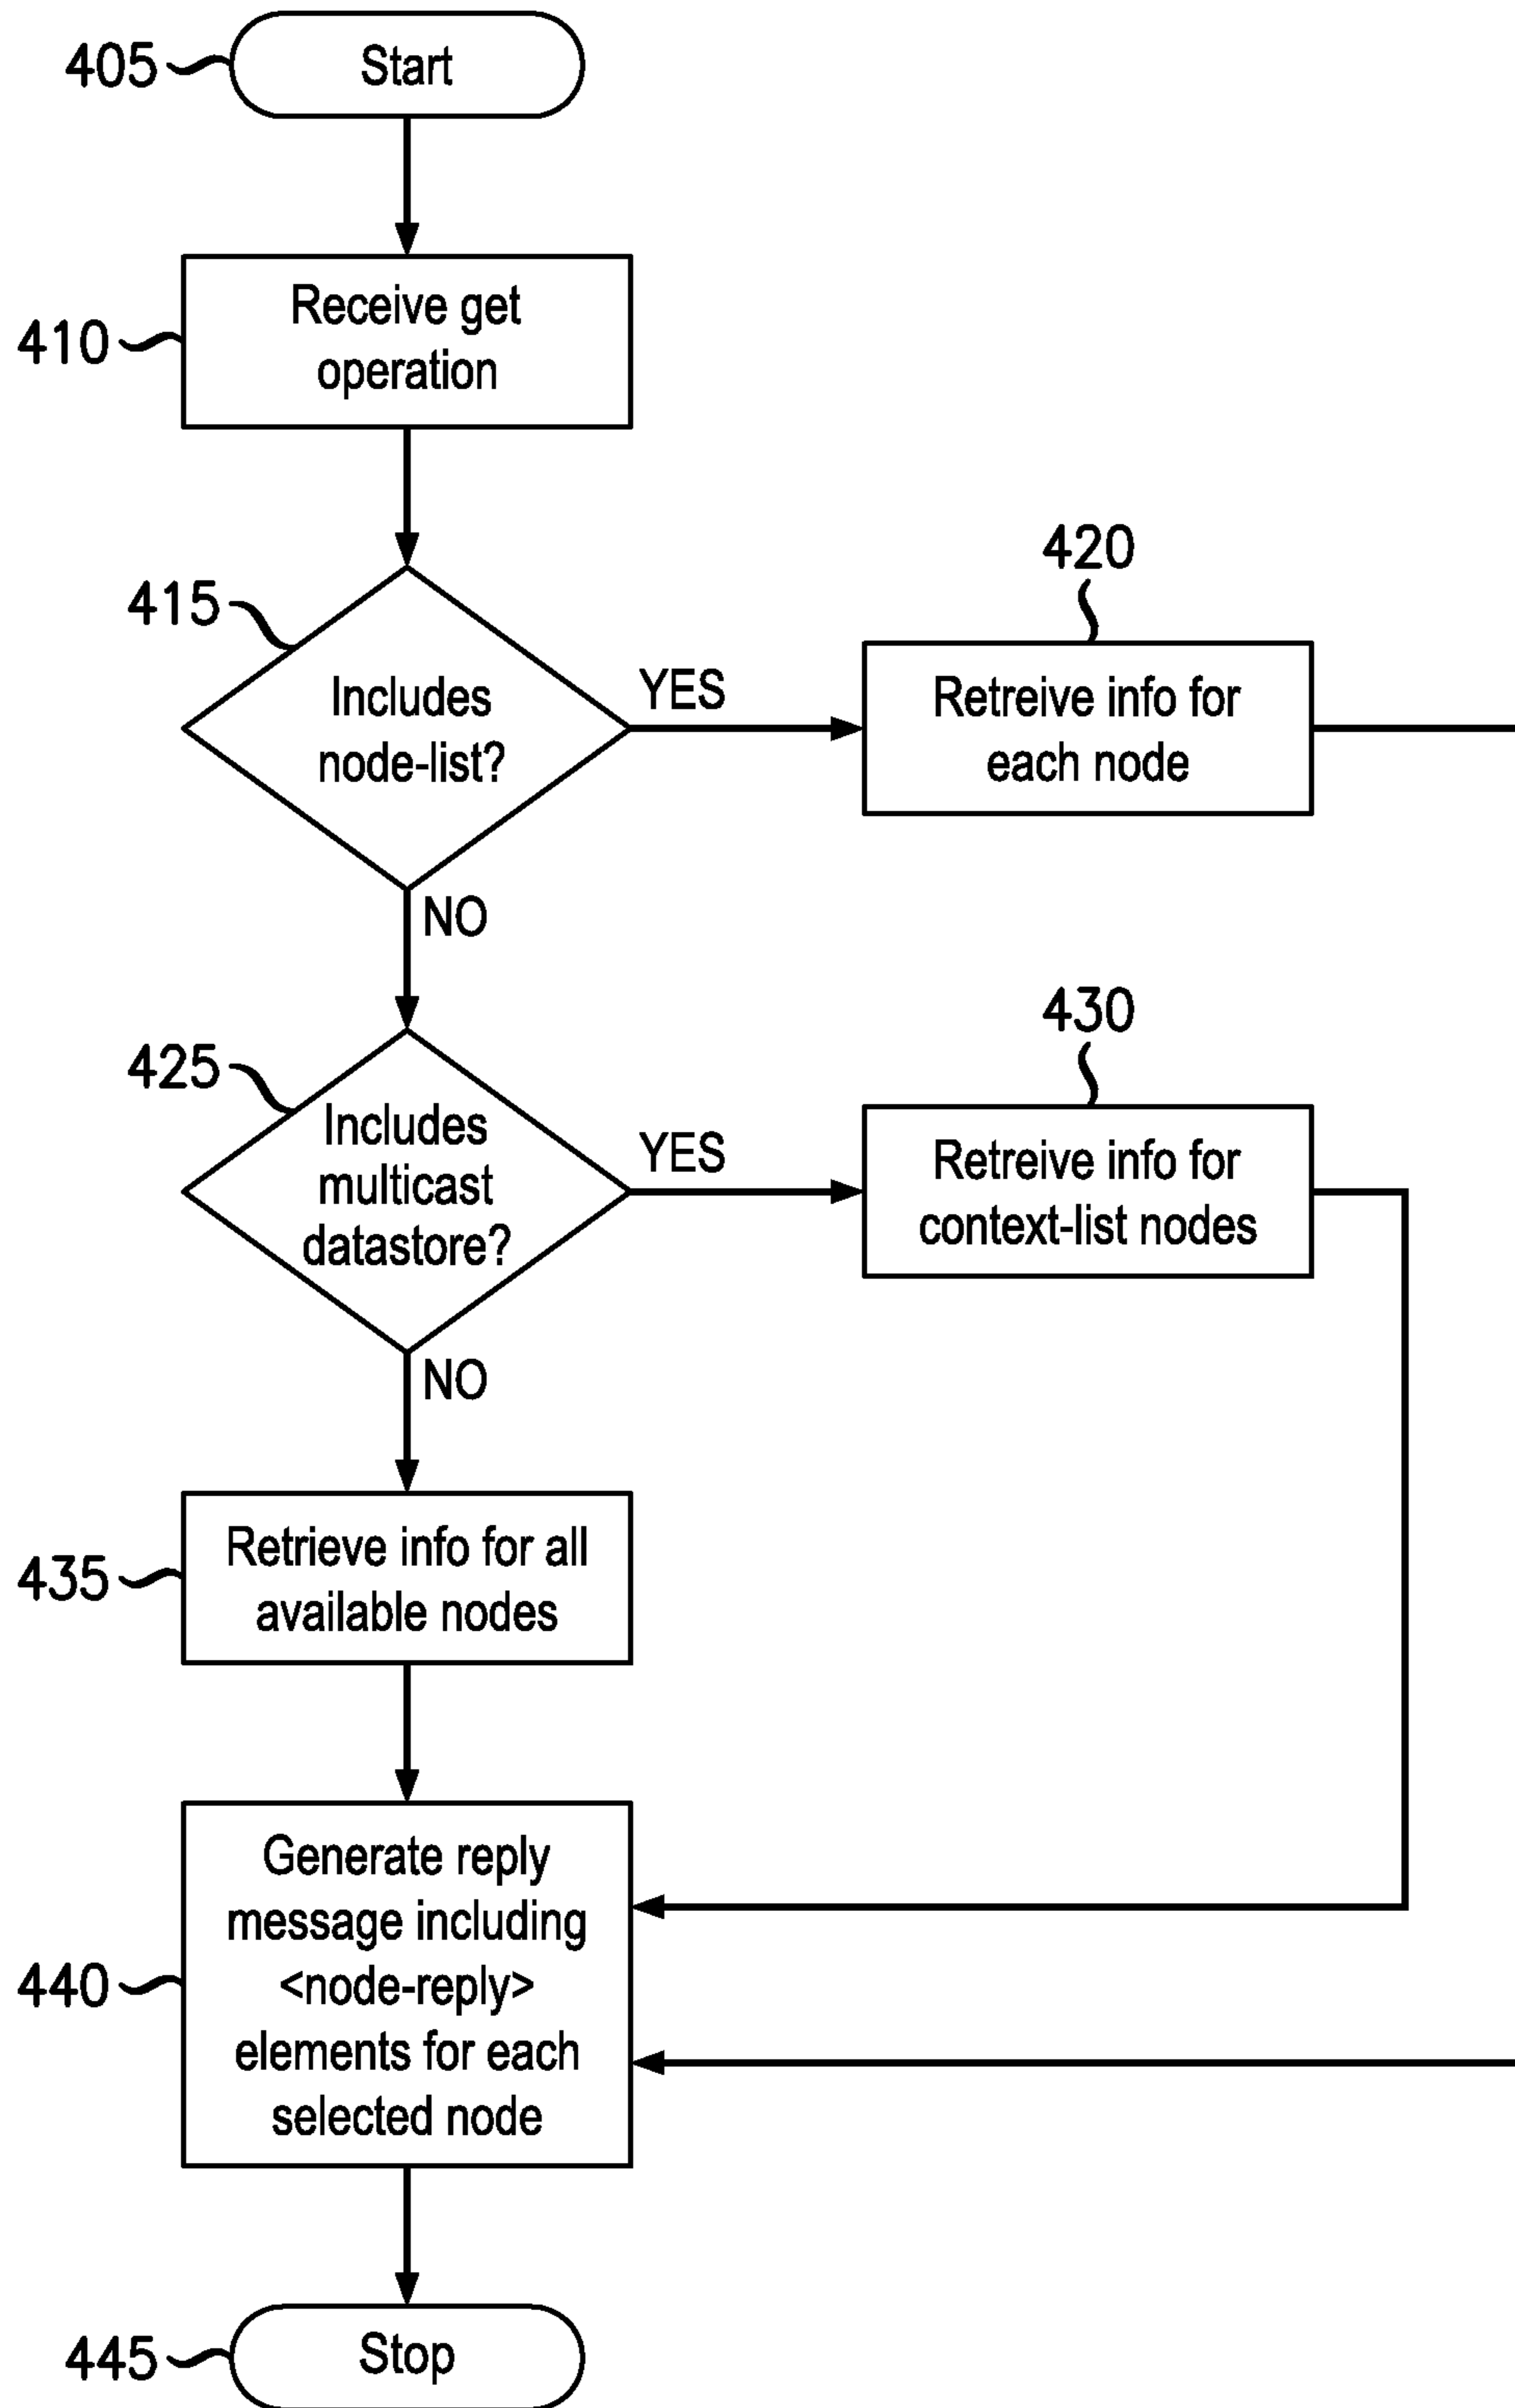 405
Start
410
Receive get
operation
415
Includes
node-list?
YES
420
Retreive info for
each node
NO
425
Includes
multicast
datastore?
YES
430
Retreive info for
context-list nodes
NO
435
Retrieve info for all
available nodes
440
Generate reply
message including
<node-reply>
elements for each
selected node
445
Stop